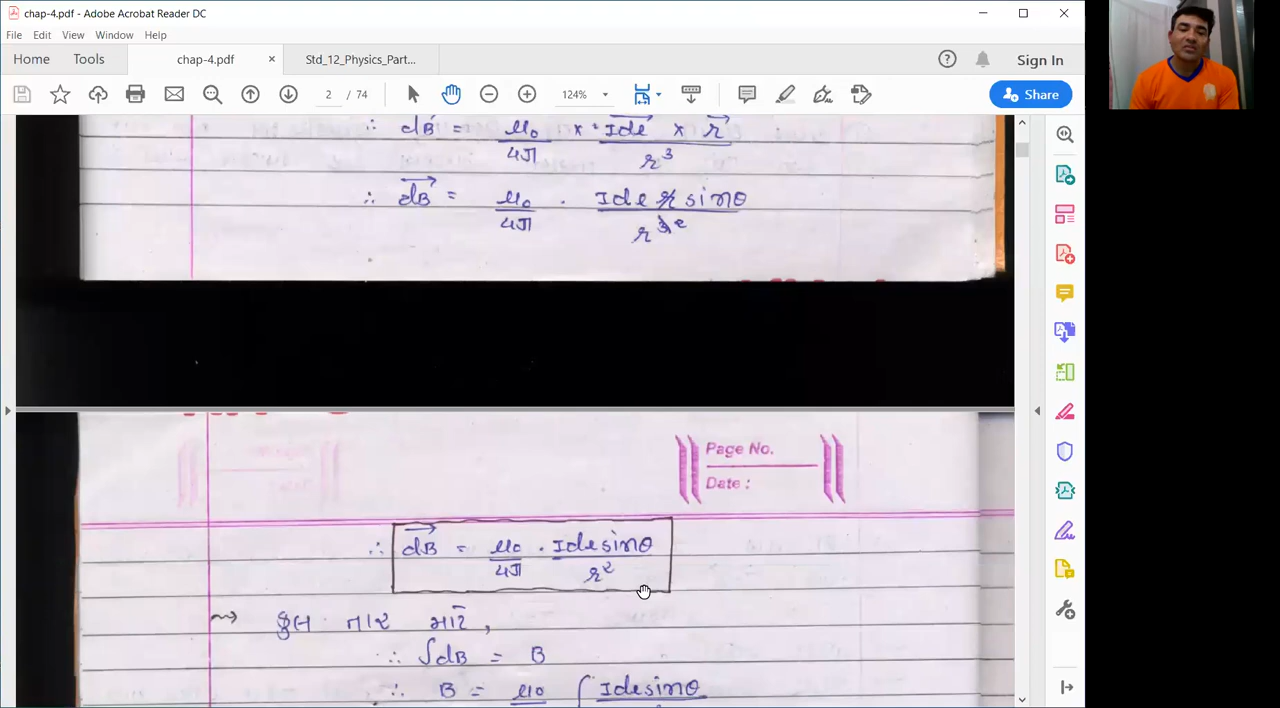 chap-4.pdf - Adobe Acrobat Reader DC
File Edit View Window Help
Home Tools chap-4.pdf × Std_12_Physics_Part... Sign In
2 / 74 124% Share
∴ dB⃗ = μ₀/4π × Idl⃗ × r⃗ / r³
∴ dB⃗ = μ₀/4π · Idl r sinθ / r³ ²
Page No.
Date :
∴ dB⃗ = μ₀/4π · Idl sinθ / r²
⇝ કુલ તાર માટે,
∴ ∫dB = B
∴ B = μ₀ ∫ Idl sinθ